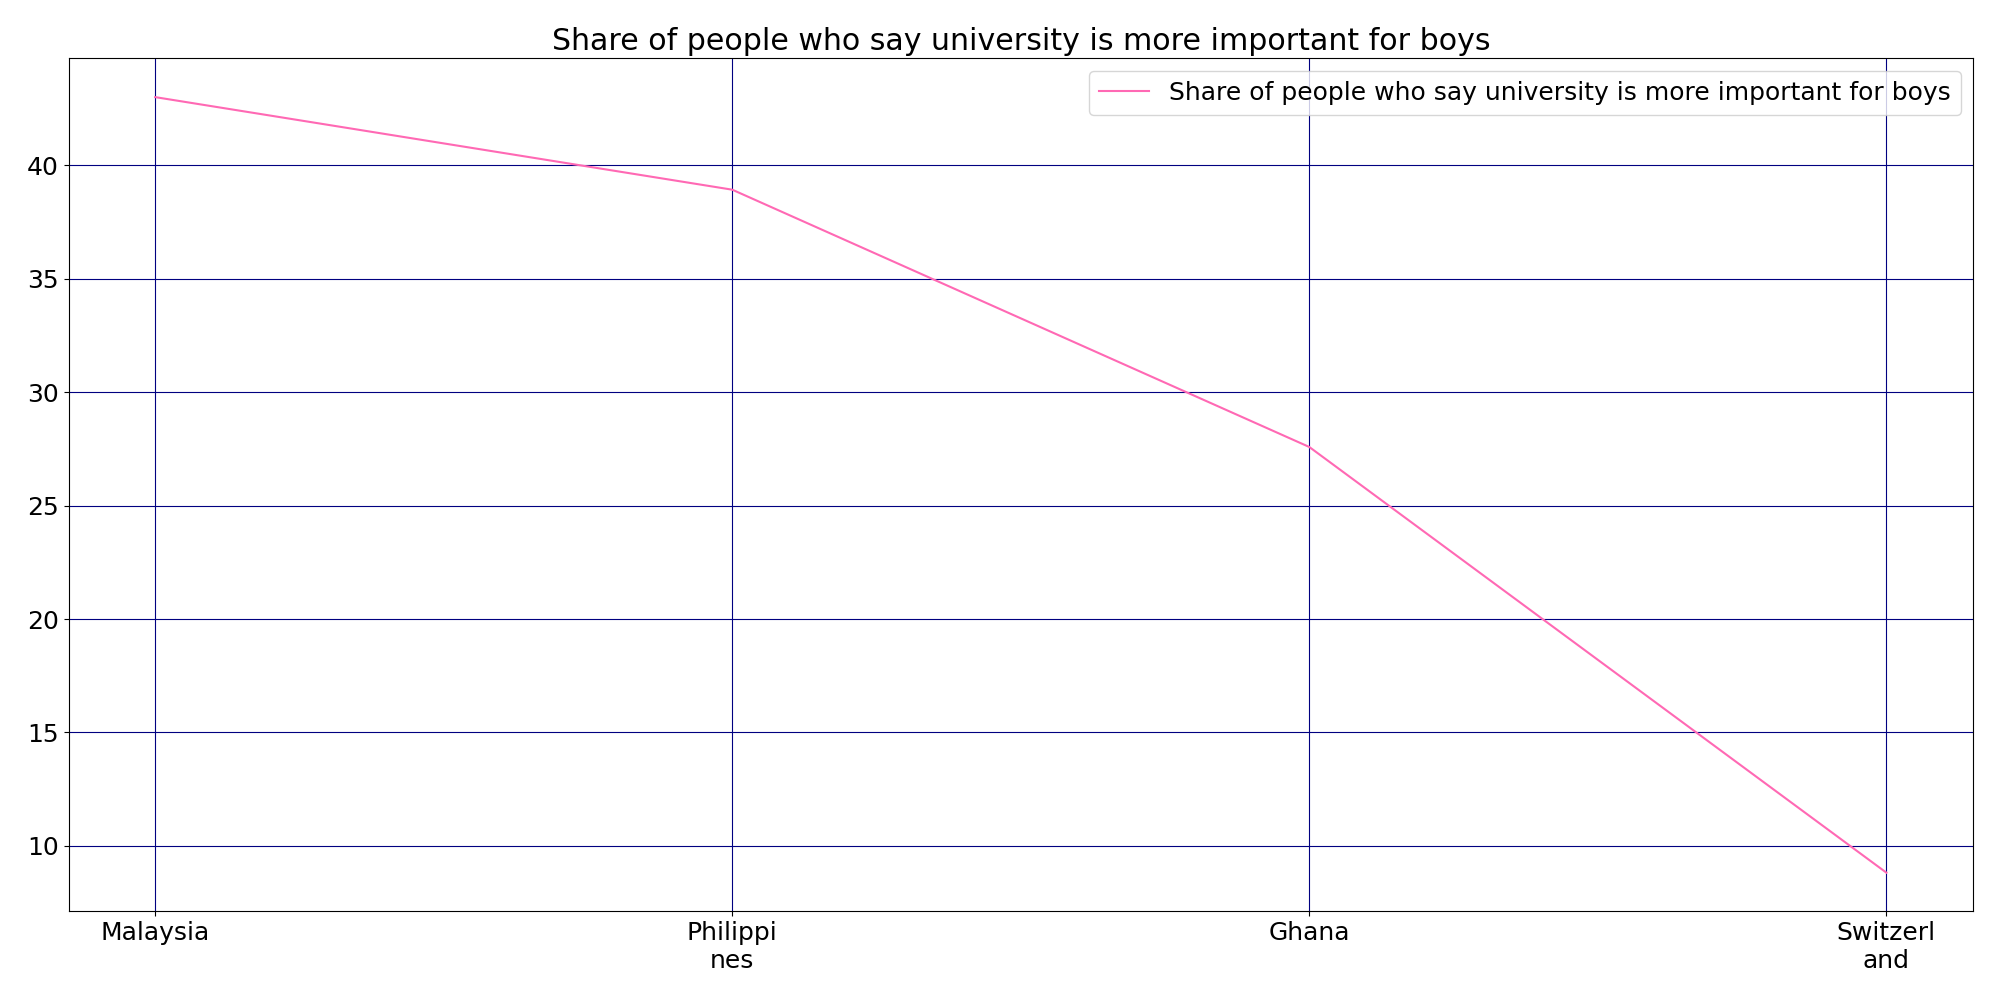 Share of people who say university is more important for boys
Share of people who say university is more important for boys
40
35
30
25
20
15
10
Malaysia
Philippi
nes
Ghana
Switzerl
and